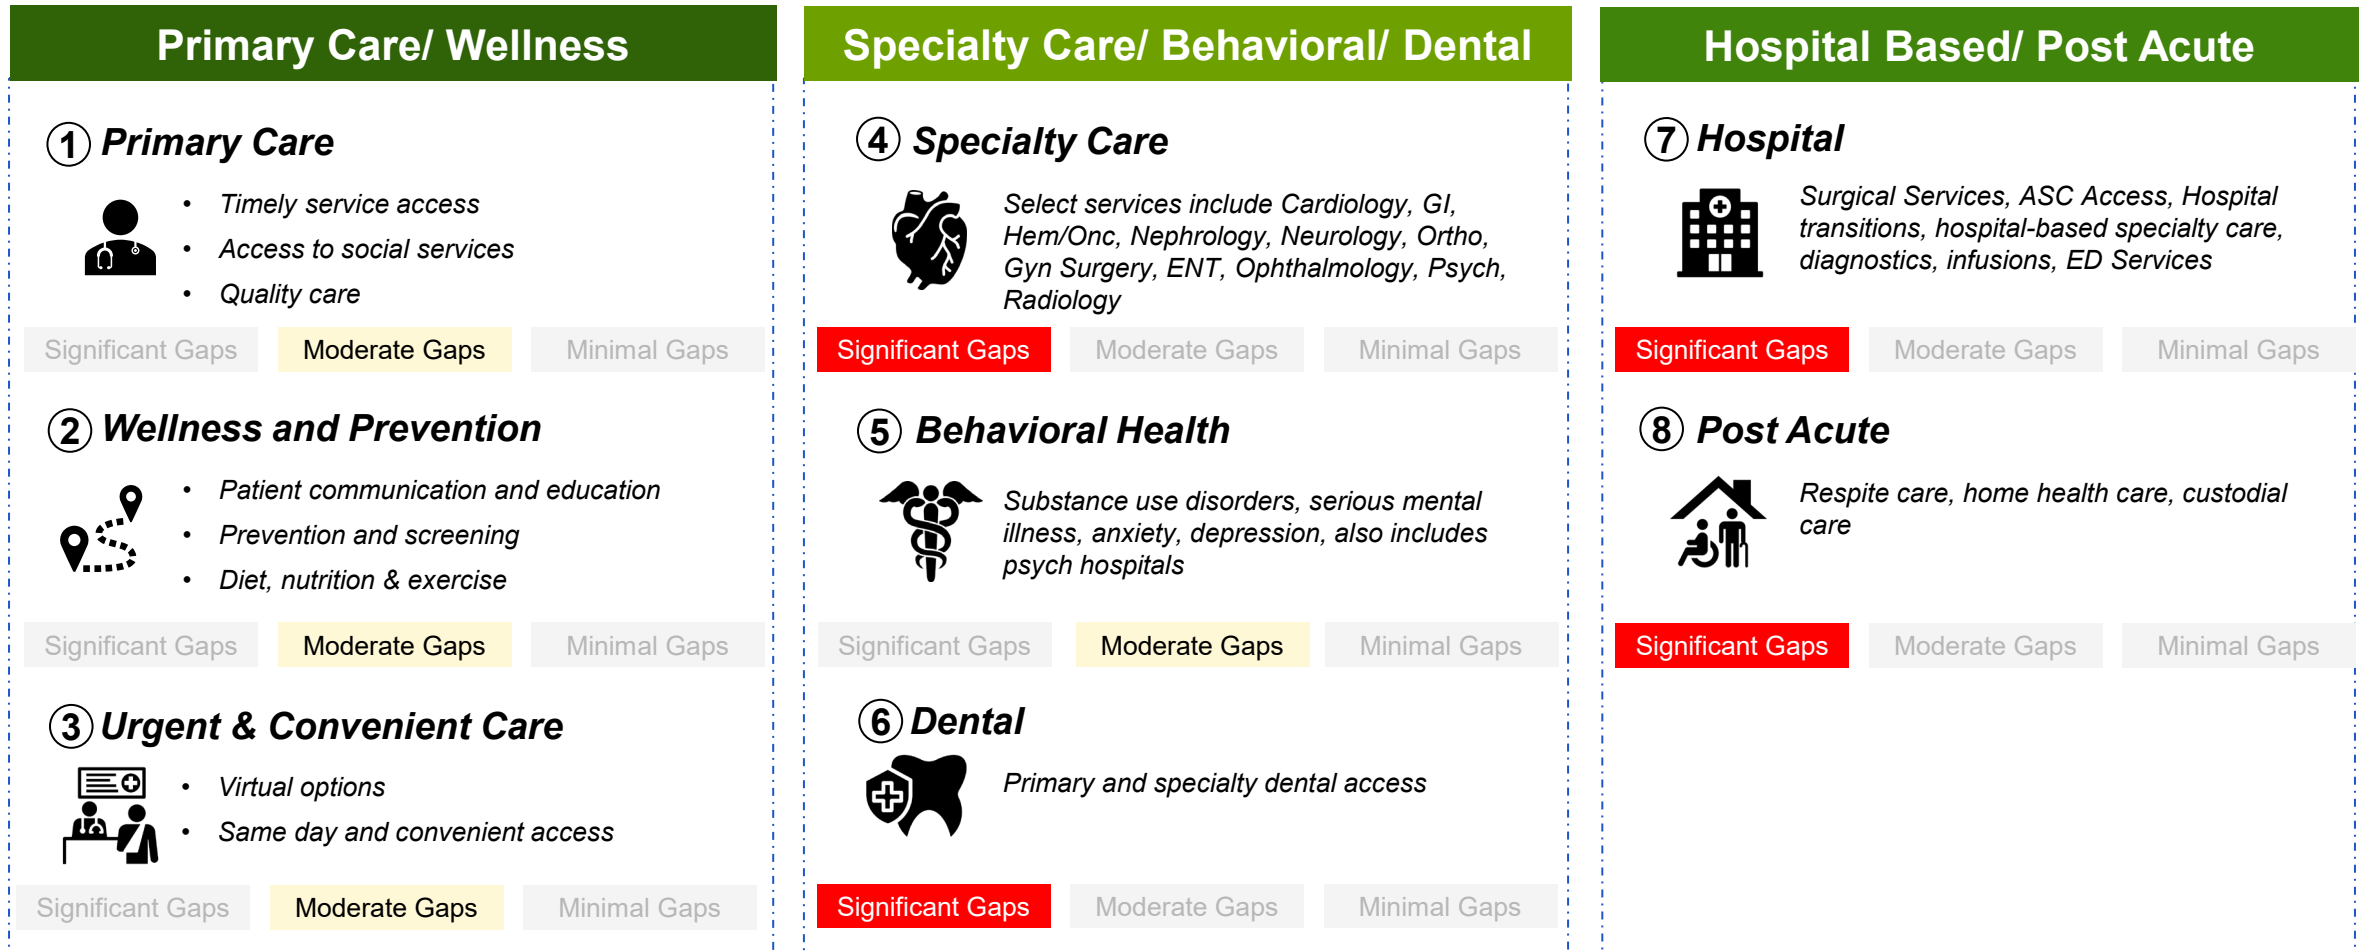 Primary Care/ Wellness
1 Primary Care
• Timely service access
• Access to social services
• Quality care
Significant Gaps
Moderate Gaps
Minimal Gaps
2 Wellness and Prevention
• Patient communication and education
• Prevention and screening
• Diet, nutrition & exercise
Significant Gaps
Moderate Gaps
Minimal Gaps
3 Urgent & Convenient Care
• Virtual options
• Same day and convenient access
Significant Gaps
Moderate Gaps
Minimal Gaps
Specialty Care/ Behavioral/ Dental
4 Specialty Care
Select services include Cardiology, GI,
Hem/Onc, Nephrology, Neurology, Ortho,
Gyn Surgery, ENT, Ophthalmology, Psych,
Radiology
Significant Gaps
Moderate Gaps
Minimal Gaps
5 Behavioral Health
Substance use disorders, serious mental
illness, anxiety, depression, also includes
psych hospitals
Significant Gaps
Moderate Gaps
Minimal Gaps
6 Dental
Primary and specialty dental access
Significant Gaps
Moderate Gaps
Minimal Gaps
Hospital Based/ Post Acute
7 Hospital
Surgical Services, ASC Access, Hospital
transitions, hospital-based specialty care,
diagnostics, infusions, ED Services
Significant Gaps
Moderate Gaps
Minimal Gaps
8 Post Acute
Respite care, home health care, custodial
care
Significant Gaps
Moderate Gaps
Minimal Gaps